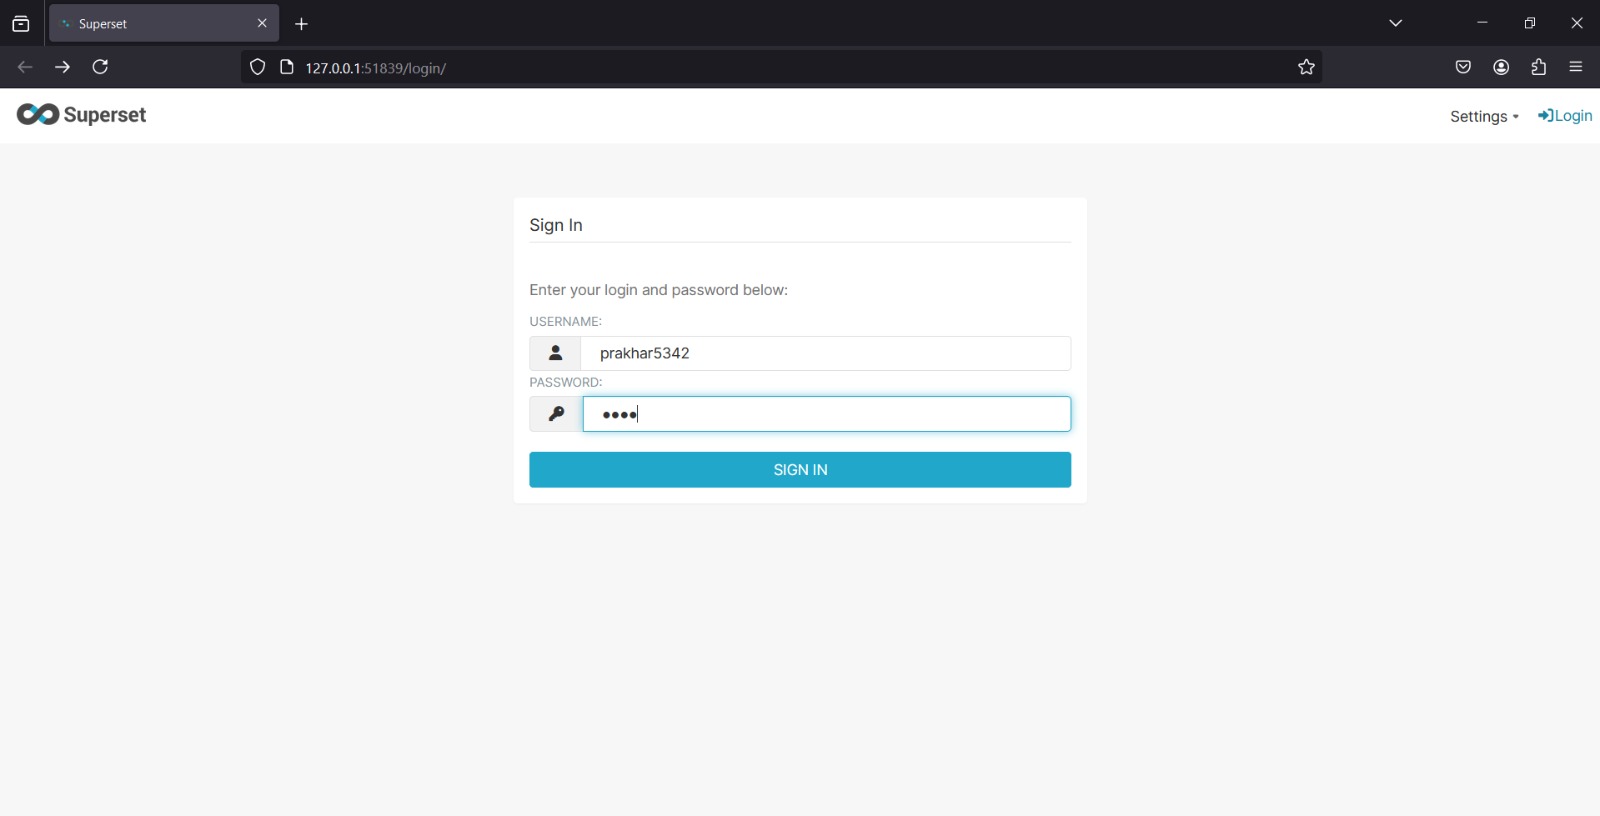 Superset
127.0.0.1:51839/login/
Superset
Settings
Login
Sign In
Enter your login and password below:
USERNAME:
prakhar5342
PASSWORD:
••••
SIGN IN